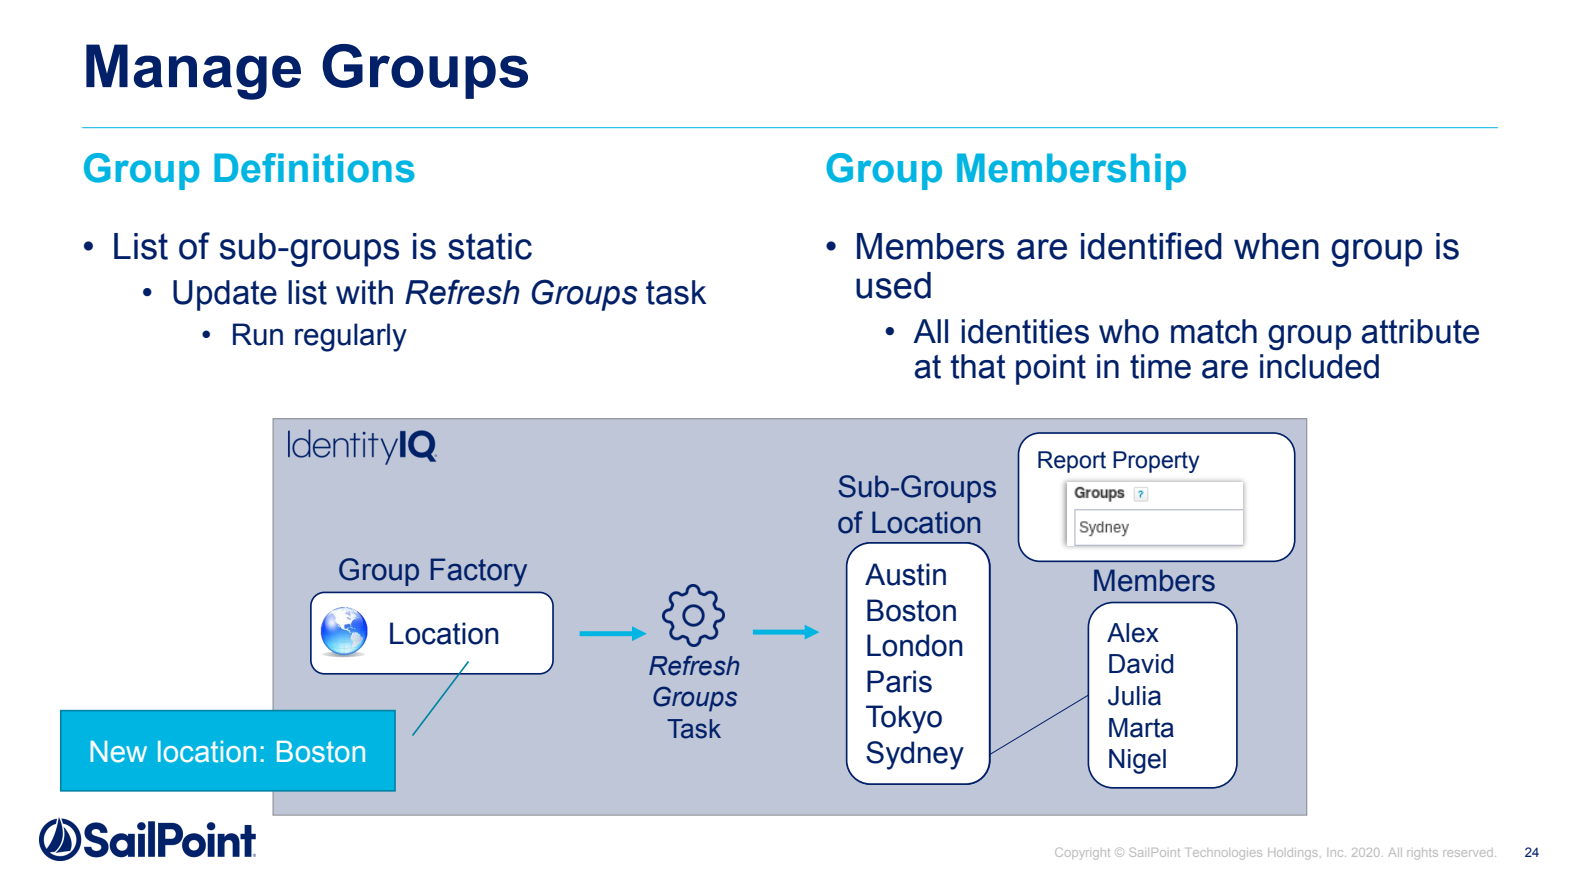 Manage Groups
Group Definitions
• List of sub-groups is static
• Update list with Refresh Groups task
• Run regularly
Group Membership
• Members are identified when group is
used
• All identities who match group attribute
at that point in time are included
IdentityIQ
Group Factory
Location
New location: Boston
Refresh
Groups
Task
Sub-Groups
of Location
Austin
Boston
London
Paris
Tokyo
Sydney
Report Property
Groups ?
Sydney
Members
Alex
David
Julia
Marta
Nigel
SailPoint
Copyright © SailPoint Technologies Holdings, Inc. 2020. All rights reserved. 24